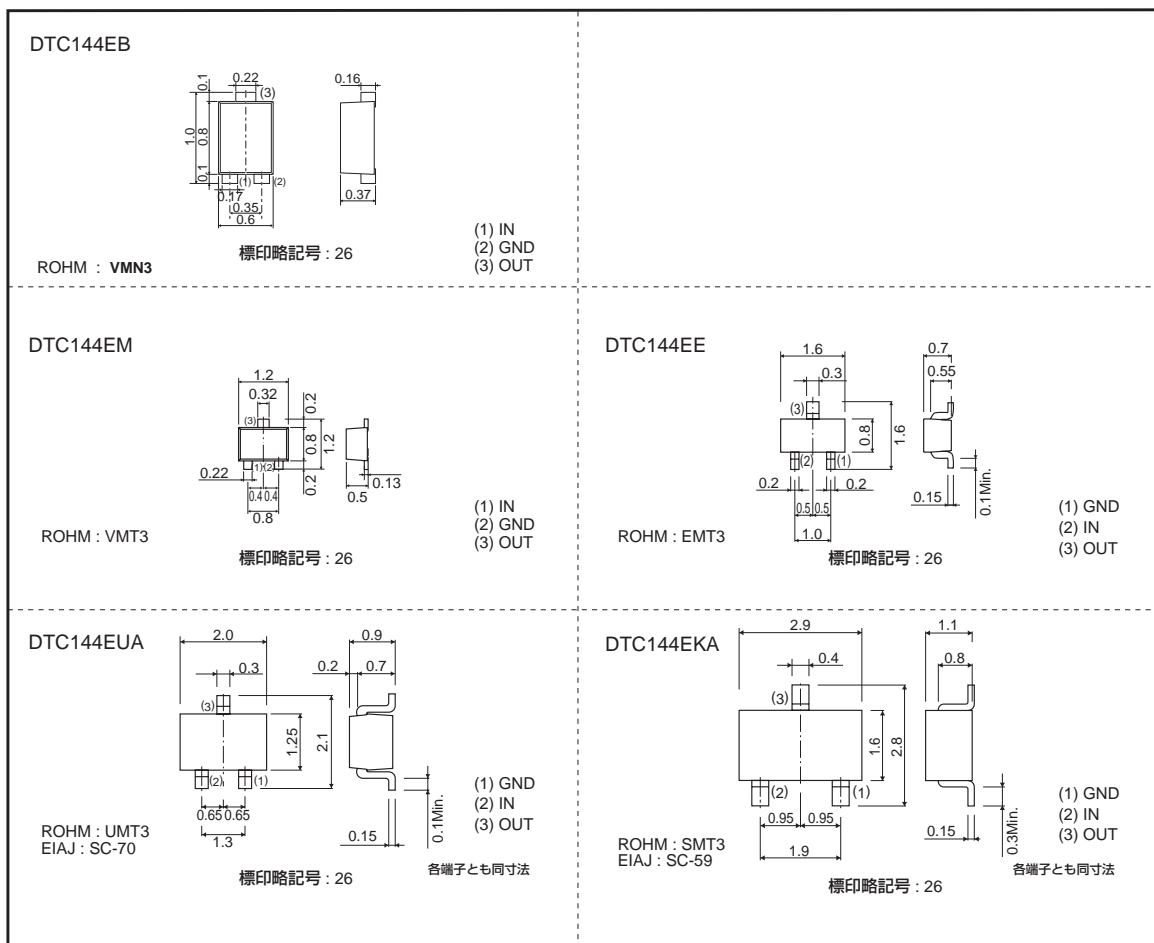 DTC144EB
0.22
(3)
0.1
0.8
1.0
0.1
(1)
(2)
0.17
0.35
0.6
0.16
0.37
標印略記号 : 26
(1) IN
(2) GND
(3) OUT
ROHM : VMN3
DTC144EM
1.2
0.32
(3)
0.2
0.8
1.2
0.2
(1)
(2)
0.22
0.4
0.4
0.8
0.5
0.13
(1) IN
(2) GND
(3) OUT
ROHM : VMT3
標印略記号 : 26
DTC144EE
1.6
0.3
(3)
0.8
1.6
(2)
(1)
0.2
0.2
0.5
0.5
1.0
0.7
0.55
0.15
0.1Min.
(1) GND
(2) IN
(3) OUT
ROHM : EMT3
標印略記号 : 26
DTC144EUA
2.0
0.3
(3)
1.25
2.1
(2)
(1)
0.65
0.65
1.3
0.9
0.2
0.7
0.15
0.1Min.
(1) GND
(2) IN
(3) OUT
ROHM : UMT3
EIAJ : SC-70
各端子とも同寸法
標印略記号 : 26
DTC144EKA
2.9
0.4
(3)
1.6
2.8
(2)
(1)
0.95
0.95
1.9
1.1
0.8
0.15
0.3Min.
(1) GND
(2) IN
(3) OUT
ROHM : SMT3
EIAJ : SC-59
各端子とも同寸法
標印略記号 : 26